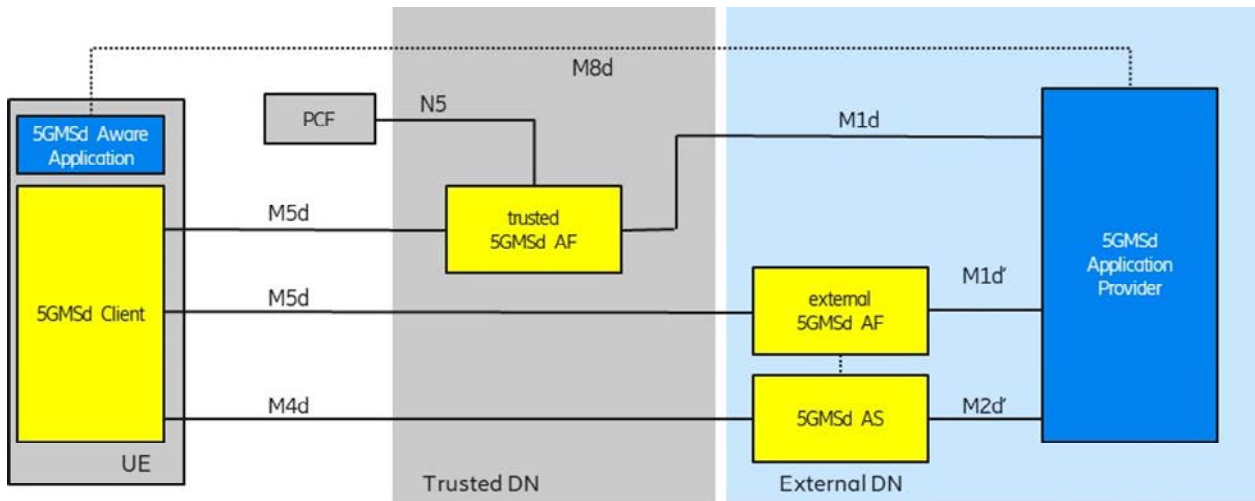 M8d
N5
M1d
PCF
5GMSd Aware
Application
M5d
trusted
5GMSd AF
5GMSd
Application
Provider
M5d
external
5GMSd AF
M1d'
5GMSd Client
M4d
5GMSd AS
M2d'
UE
Trusted DN
External DN